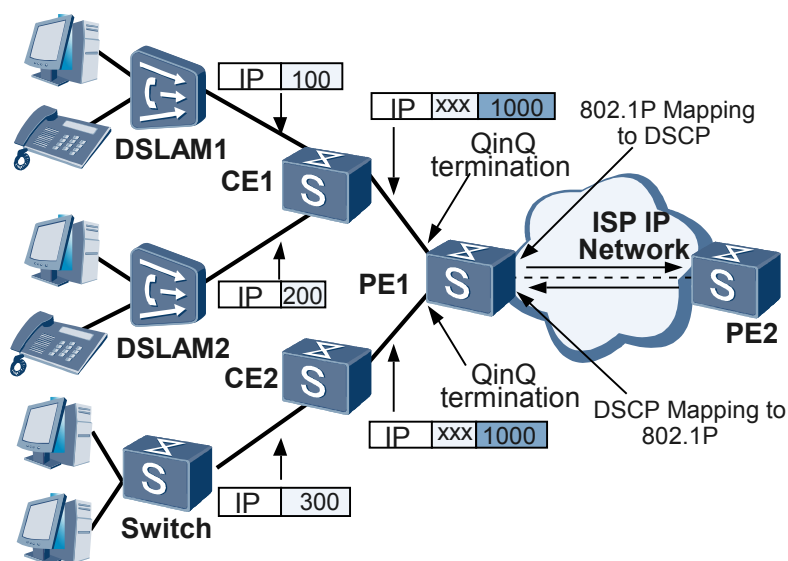 IP 100
IP xxx 1000
802.1P Mapping
to DSCP
DSLAM1
QinQ
termination
CE1
S
ISP IP
Network
IP 200
PE1
S
S
PE2
DSLAM2
CE2
S
QinQ
termination
DSCP Mapping to
802.1P
IP xxx 1000
S
IP 300
Switch